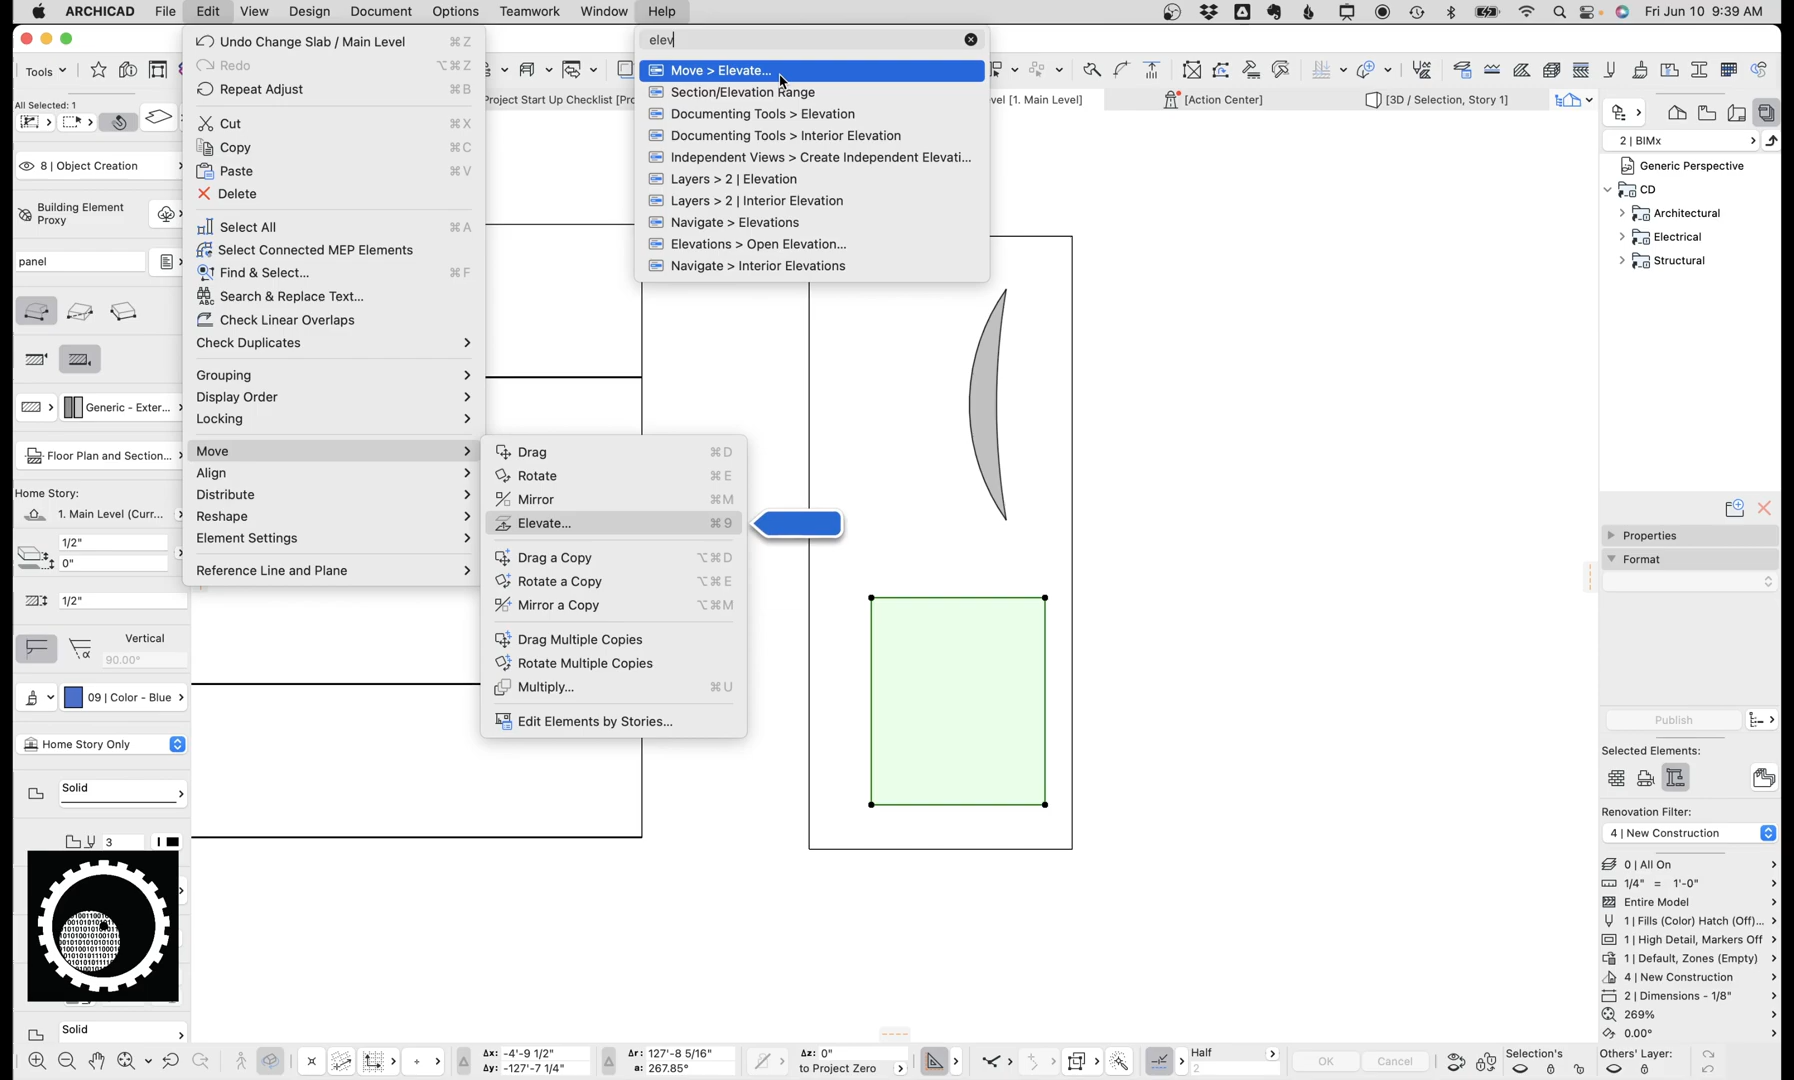 ARCHICAD File Edit View Design Document Options Teamwork Window Help
Fri Jun 10 9:39 AM
Tools
Project Start Up Checklist [Pro
vel [1. Main Level]
[Action Center]
[3D / Selection, Story 1]
All Selected: 1
8 | Object Creation
Building Element
Proxy
panel
Generic - Exter...
Floor Plan and Section...
Home Story:
1. Main Level (Curr...
1/2"
0"
1/2"
Vertical
90.00°
09 | Color - Blue
Home Story Only
Solid
3
Solid
Undo Change Slab / Main Level ⌘Z
Redo ⌥⌘Z
Repeat Adjust ⌘B
Cut ⌘X
Copy ⌘C
Paste ⌘V
Delete
Select All ⌘A
Select Connected MEP Elements
Find & Select... ⌘F
Search & Replace Text...
Check Linear Overlaps
Check Duplicates
Grouping
Display Order
Locking
Move
Align
Distribute
Reshape
Element Settings
Reference Line and Plane
Drag ⌘D
Rotate ⌘E
Mirror ⌘M
Elevate... ⌘9
Drag a Copy ⌥⌘D
Rotate a Copy ⌥⌘E
Mirror a Copy ⌥⌘M
Drag Multiple Copies
Rotate Multiple Copies
Multiply... ⌘U
Edit Elements by Stories...
elev
Move > Elevate...
Section/Elevation Range
Documenting Tools > Elevation
Documenting Tools > Interior Elevation
Independent Views > Create Independent Elevati...
Layers > 2 | Elevation
Layers > 2 | Interior Elevation
Navigate > Elevations
Elevations > Open Elevation...
Navigate > Interior Elevations
2 | BIMx
Generic Perspective
CD
Architectural
Electrical
Structural
Properties
Format
Publish
Selected Elements:
Renovation Filter:
4 | New Construction
0 | All On
1/4" = 1'-0"
Entire Model
1 | Fills (Color) Hatch (Off)...
1 | High Detail, Markers Off
1 | Default, Zones (Empty)
4 | New Construction
2 | Dimensions - 1/8"
269%
0.00°
Δx: -4'-9 1/2"
Δy: -127'-7 1/4"
Δr: 127'-8 5/16"
a: 267.85°
Δz: 0"
to Project Zero
Half
2
OK
Cancel
Selection's
Others' Layer: